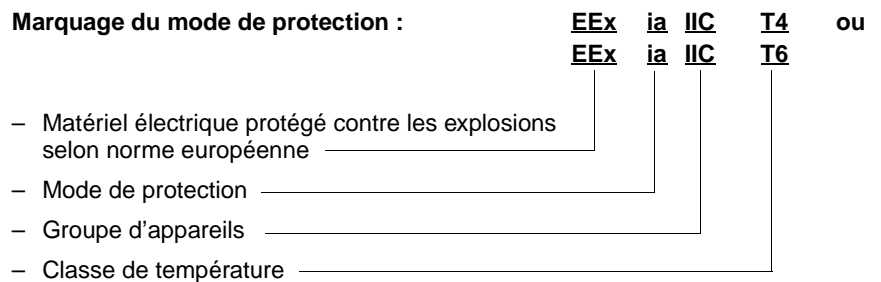 Marquage du mode de protection : EEx ia IIC T4 ou
EEx ia IIC T6
– Matériel électrique protégé contre les explosions
selon norme européenne
– Mode de protection
– Groupe d’appareils
– Classe de température